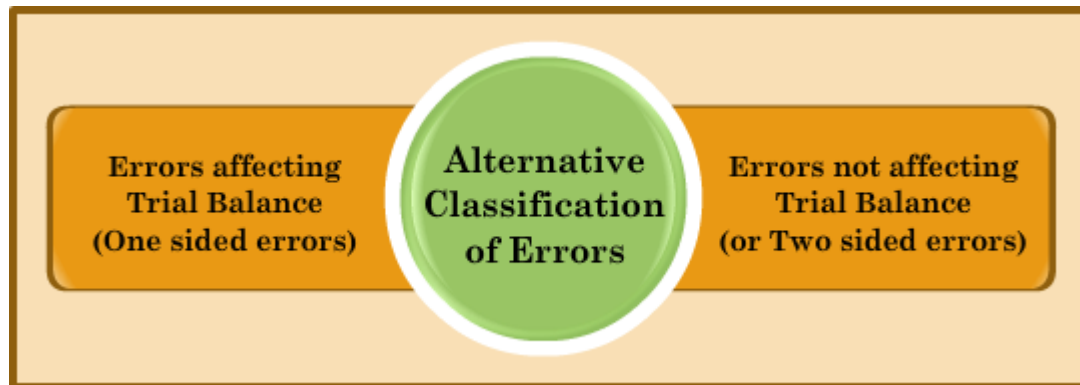 Errors affecting
Trial Balance
(One sided errors)
Alternative
Classification
of Errors
Errors not affecting
Trial Balance
(or Two sided errors)